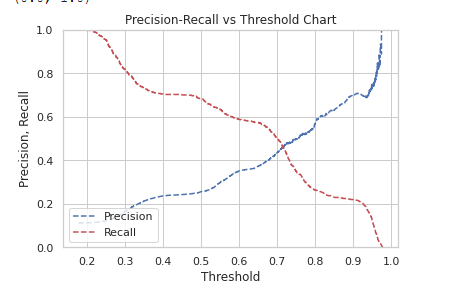 Precision-Recall vs Threshold Chart
1.0
0.8
0.6
0.4
0.2
0.0
Precision, Recall
Precision
Recall
0.2 0.3 0.4 0.5 0.6 0.7 0.8 0.9 1.0
Threshold